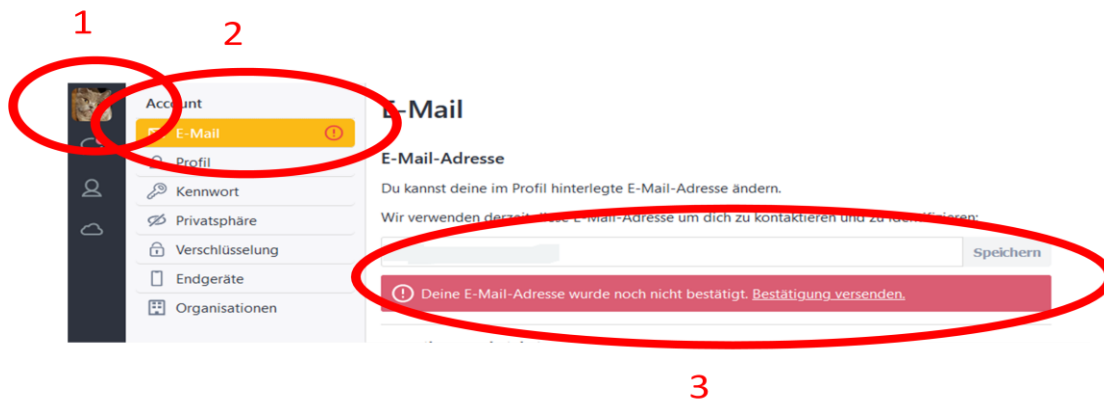 1
2
Account
E-Mail
E-Mail
Profil
Kennwort
Privatsphäre
Verschlüsselung
Endgeräte
Organisationen
E-Mail-Adresse
Du kannst deine im Profil hinterlegte E-Mail-Adresse ändern.
Wir verwenden derzeit diese E-Mail-Adresse um dich zu kontaktieren und zu identifizieren:
Speichern
Deine E-Mail-Adresse wurde noch nicht bestätigt. Bestätigung versenden.
3